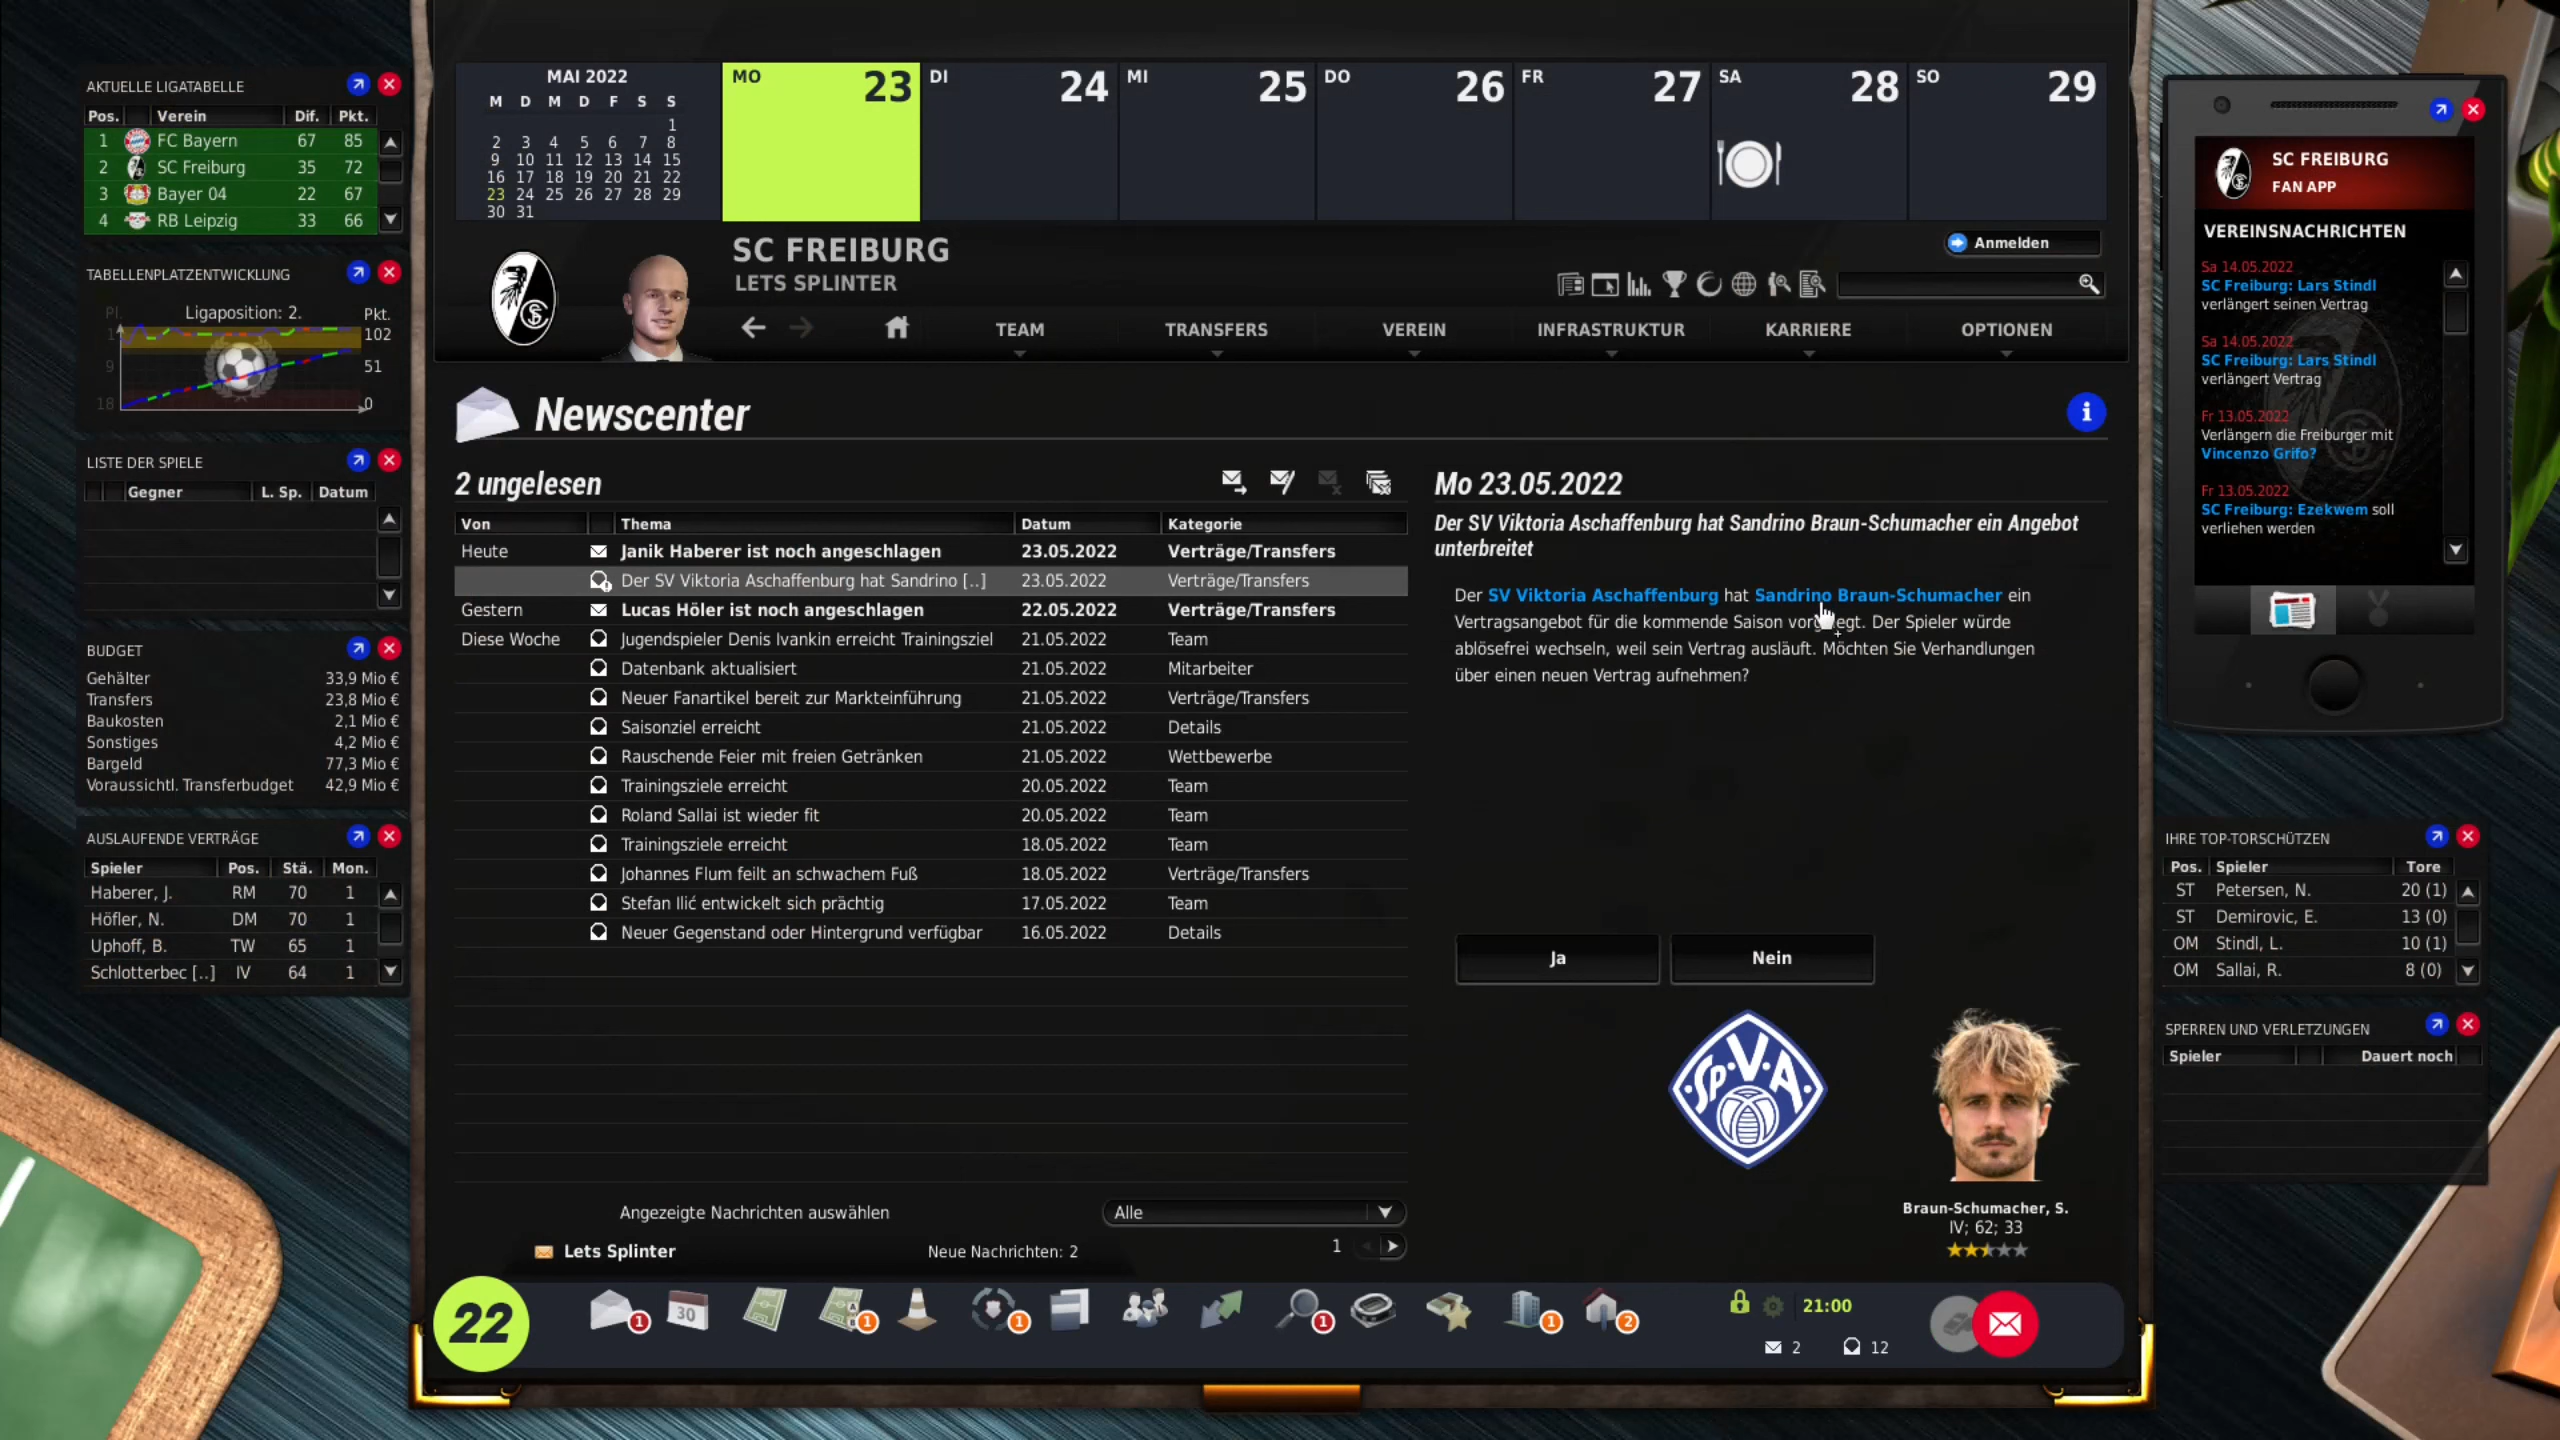 AKTUELLE LIGATABELLE
Pos. Verein Dif. Pkt.
1 FC Bayern 67 85
2 SC Freiburg 35 72
3 Bayer 04 22 67
4 RB Leipzig 33 66
TABELLENPLATZENTWICKLUNG
Pl. Ligaposition: 2. Pkt.
1 102
9 51
18 0
LISTE DER SPIELE
Gegner L. Sp. Datum
BUDGET
Gehälter 33,9 Mio €
Transfers 23,8 Mio €
Baukosten 2,1 Mio €
Sonstiges 4,2 Mio €
Bargeld 77,3 Mio €
Voraussichtl. Transferbudget 42,9 Mio €
AUSLAUFENDE VERTRÄGE
Spieler Pos. Stä. Mon.
Haberer, J. RM 70 1
Höfler, N. DM 70 1
Uphoff, B. TW 65 1
Schlotterbec [..] IV 64 1
MAI 2022
M D M D F S S
1
2 3 4 5 6 7 8
9 10 11 12 13 14 15
16 17 18 19 20 21 22
23 24 25 26 27 28 29
30 31
MO 23 DI 24 MI 25 DO 26 FR 27 SA 28 SO 29
SC FREIBURG
LETS SPLINTER
Anmelden
TEAM TRANSFERS VEREIN INFRASTRUKTUR KARRIERE OPTIONEN
Newscenter
2 ungelesen
Von Thema Datum Kategorie
Heute Janik Haberer ist noch angeschlagen 23.05.2022 Verträge/Transfers
Der SV Viktoria Aschaffenburg hat Sandrino [..] 23.05.2022 Verträge/Transfers
Gestern Lucas Höler ist noch angeschlagen 22.05.2022 Verträge/Transfers
Diese Woche Jugendspieler Denis Ivankin erreicht Trainingsziel 21.05.2022 Team
Datenbank aktualisiert 21.05.2022 Mitarbeiter
Neuer Fanartikel bereit zur Markteinführung 21.05.2022 Verträge/Transfers
Saisonziel erreicht 21.05.2022 Details
Rauschende Feier mit freien Getränken 21.05.2022 Wettbewerbe
Trainingsziele erreicht 20.05.2022 Team
Roland Sallai ist wieder fit 20.05.2022 Team
Trainingsziele erreicht 18.05.2022 Team
Johannes Flum feilt an schwachem Fuß 18.05.2022 Verträge/Transfers
Stefan Ilić entwickelt sich prächtig 17.05.2022 Team
Neuer Gegenstand oder Hintergrund verfügbar 16.05.2022 Details
Angezeigte Nachrichten auswählen Alle
Lets Splinter Neue Nachrichten: 2 1
Mo 23.05.2022
Der SV Viktoria Aschaffenburg hat Sandrino Braun-Schumacher ein Angebot
unterbreitet
Der SV Viktoria Aschaffenburg hat Sandrino Braun-Schumacher ein
Vertragsangebot für die kommende Saison vorgelegt. Der Spieler würde
ablösefrei wechseln, weil sein Vertrag ausläuft. Möchten Sie Verhandlungen
über einen neuen Vertrag aufnehmen?
Ja Nein
SP.V.A
Braun-Schumacher, S.
IV; 62; 33
22
1 30 1 1 1 1 2
21:00
2 12
SC FREIBURG
FAN APP
VEREINSNACHRICHTEN
Sa 14.05.2022
SC Freiburg: Lars Stindl
verlängert seinen Vertrag
Sa 14.05.2022
SC Freiburg: Lars Stindl
verlängert Vertrag
Fr 13.05.2022
Verlängern die Freiburger mit
Vincenzo Grifo?
Fr 13.05.2022
SC Freiburg: Ezekwem soll
verliehen werden
IHRE TOP-TORSCHÜTZEN
Pos. Spieler Tore
ST Petersen, N. 20 (1)
ST Demirovic, E. 13 (0)
OM Stindl, L. 10 (1)
OM Sallai, R. 8 (0)
SPERREN UND VERLETZUNGEN
Spieler Dauert noch